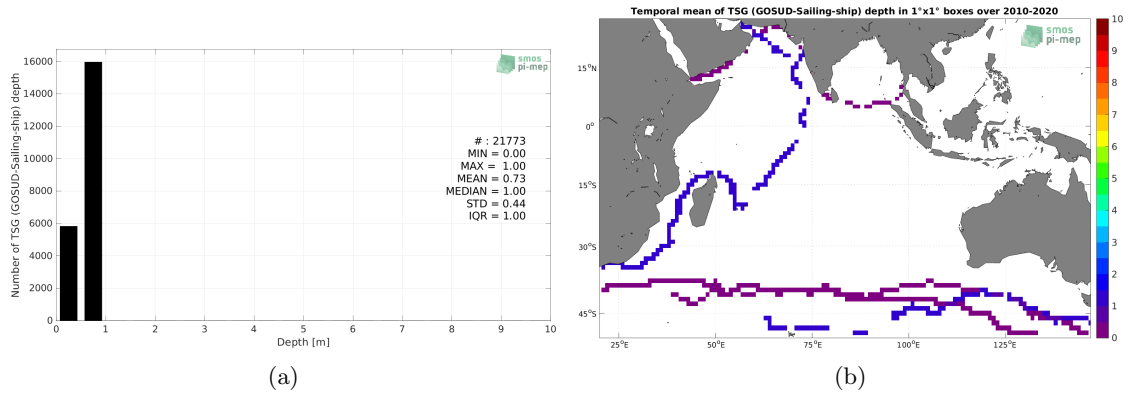 Temporal mean of TSG (GOSUD-Sailing-ship) depth in 1°x1° boxes over 2010-2020
Number of TSG (GOSUD-Sailing-ship) depth
16000
14000
12000
10000
8000
6000
4000
2000
0
smos
pi-mep
# : 21773
MIN = 0.00
MAX = 1.00
MEAN = 0.73
MEDIAN = 1.00
STD = 0.44
IQR = 1.00
0 1 2 3 4 5 6 7 8 9 10
Depth [m]
(a)
smos
pi-mep
15°N
0°
15°S
30°S
45°S
25°E 50°E 75°E 100°E 125°E
10
9
8
7
6
5
4
3
2
1
0
(b)